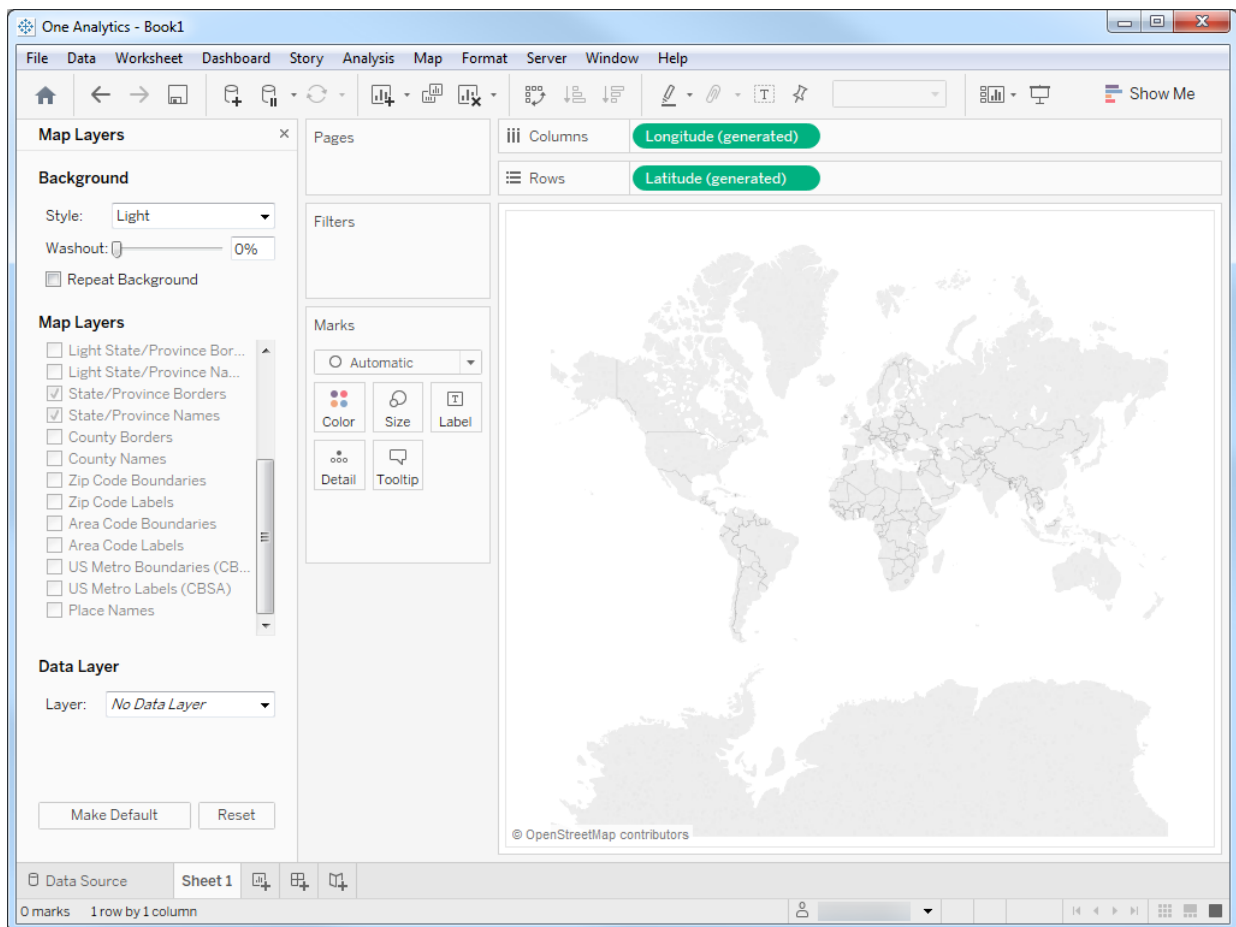 One Analytics - Book1
File Data Worksheet Dashboard Story Analysis Map Format Server Window Help
Show Me
Map Layers
Background
Style: Light
Washout: 0%
Repeat Background
Map Layers
Light State/Province Bor...
Light State/Province Na...
State/Province Borders
State/Province Names
County Borders
County Names
Zip Code Boundaries
Zip Code Labels
Area Code Boundaries
Area Code Labels
US Metro Boundaries (CB...
US Metro Labels (CBSA)
Place Names
Data Layer
Layer: No Data Layer
Make Default Reset
Pages
Filters
Marks
Automatic
Color Size Label
Detail Tooltip
iii Columns Longitude (generated)
Rows Latitude (generated)
© OpenStreetMap contributors
Data Source Sheet 1
0 marks 1 row by 1 column